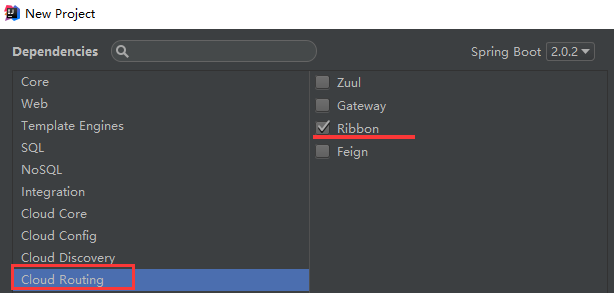 New Project
Dependencies
Spring Boot 2.0.2
Core
Web
Template Engines
SQL
NoSQL
Integration
Cloud Core
Cloud Config
Cloud Discovery
Cloud Routing
Zuul
Gateway
Ribbon
Feign